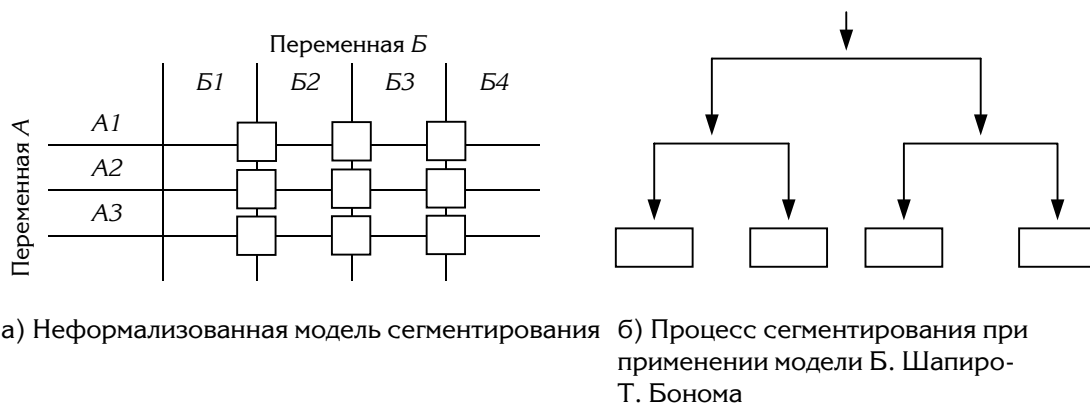 Переменная Б
Б1 Б2 Б3 Б4
Переменная А
А1
А2
А3
а) Неформализованная модель сегментирования
б) Процесс сегментирования при
применении модели Б. Шапиро-
Т. Бонома